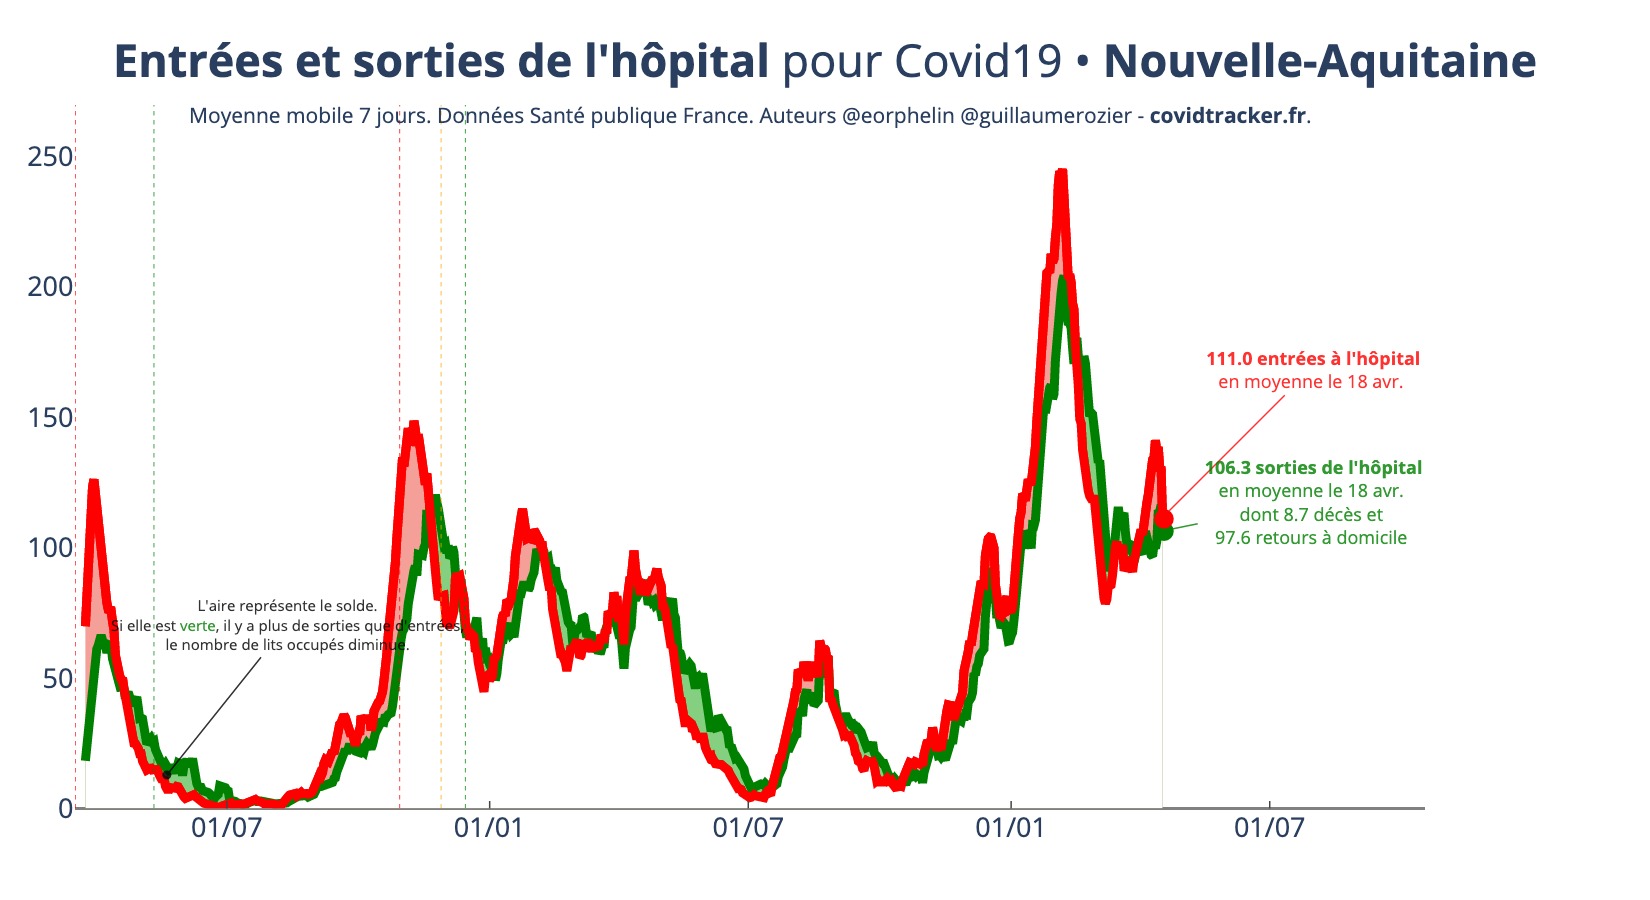 Entrées et sorties de l'hôpital pour Covid19 • Nouvelle-Aquitaine
Moyenne mobile 7 jours. Données Santé publique France. Auteurs @eorphelin @guillaumerozier - covidtracker.fr.
250
200
150
100
50
0
111.0 entrées à l'hôpital
en moyenne le 18 avr.
106.3 sorties de l'hôpital
en moyenne le 18 avr.
dont 8.7 décès et
97.6 retours à domicile
L'aire représente le solde.
Si elle est verte, il y a plus de sorties que d'entrées,
le nombre de lits occupés diminue.
01/07
01/01
01/07
01/01
01/07